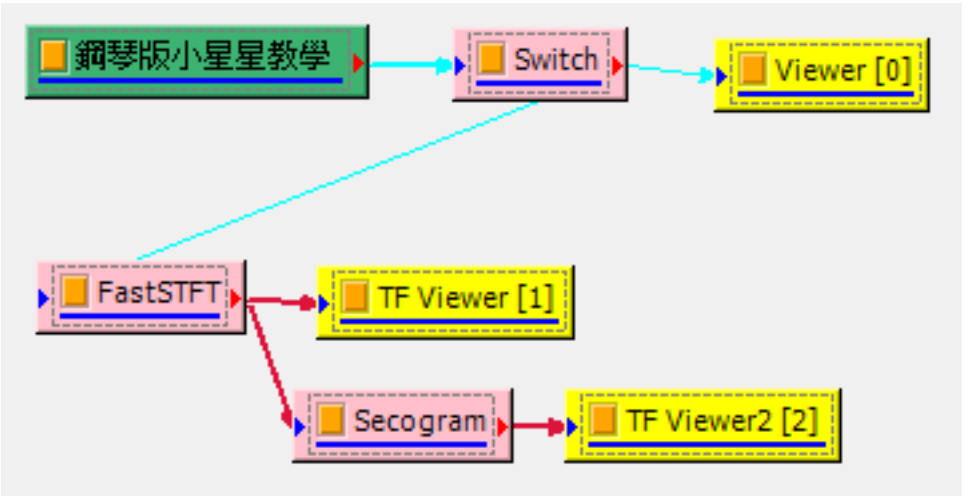 鋼琴版小星星教學
Switch
Viewer [0]
FastSTFT
TF Viewer [1]
Secogram
TF Viewer2 [2]